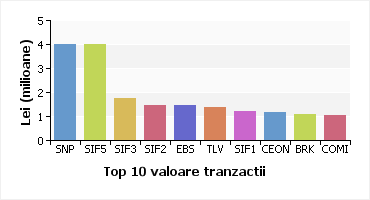 5
4
3
2
1
0
Lei (milioane)
SNP SIF5 SIF3 SIF2 EBS TLV SIF1 CEON BRK COMI
Top 10 valoare tranzactii